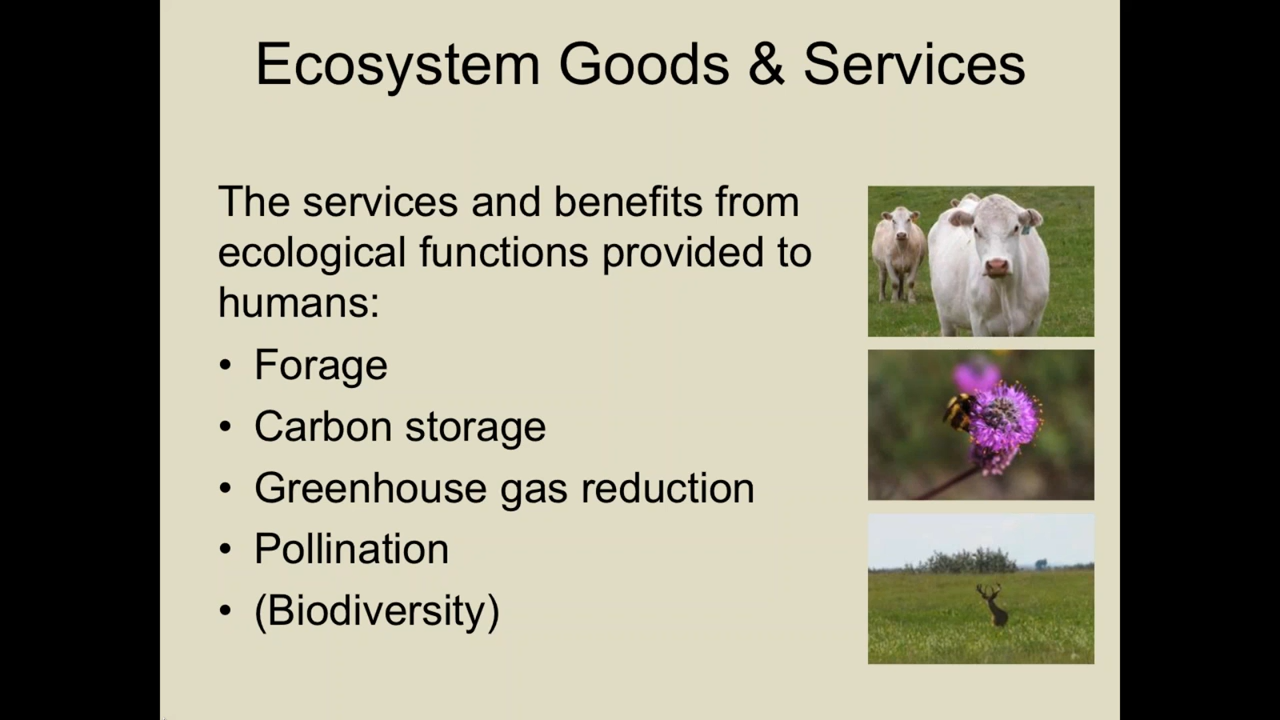 Ecosystem Goods & Services
The services and benefits from
ecological functions provided to
humans:
• Forage
• Carbon storage
• Greenhouse gas reduction
• Pollination
• (Biodiversity)